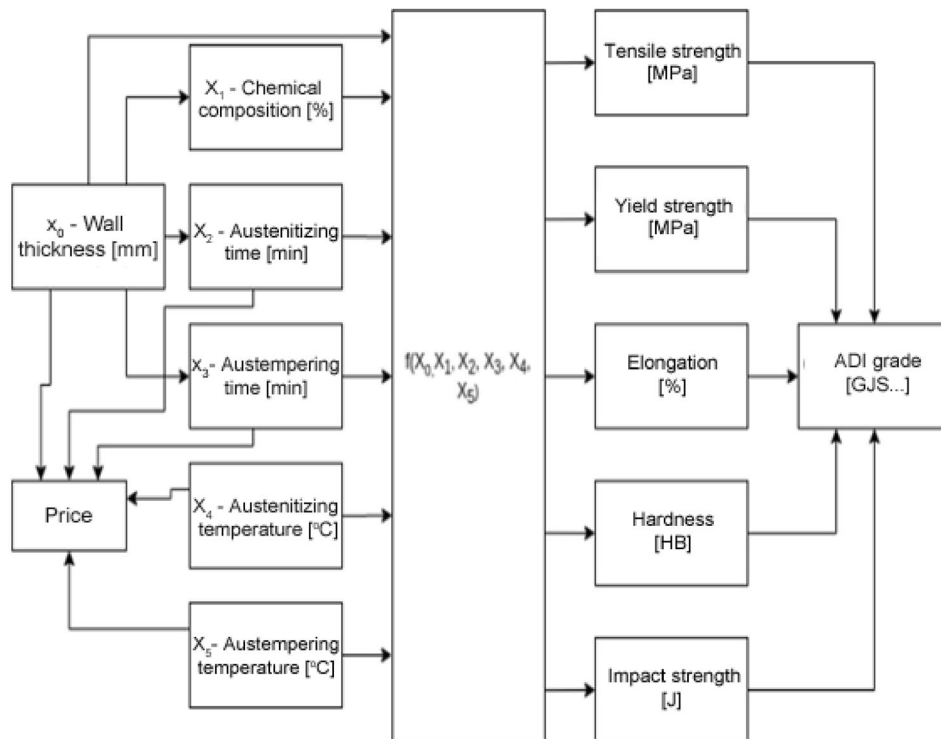 X₁ - Chemical
composition [%]
x₀ - Wall
thickness [mm]
X₂ - Austenitizing
time [min]
x₃- Austempering
time [min]
Price
X₄ - Austenitizing
temperature [°C]
X₅- Austempering
temperature [°C]
f(X₀,X₁, X₂, X₃, X₄,
X₅)
Tensile strength
[MPa]
Yield strength
[MPa]
Elongation
[%]
Hardness
[HB]
Impact strength
[J]
ADI grade
[GJS...]